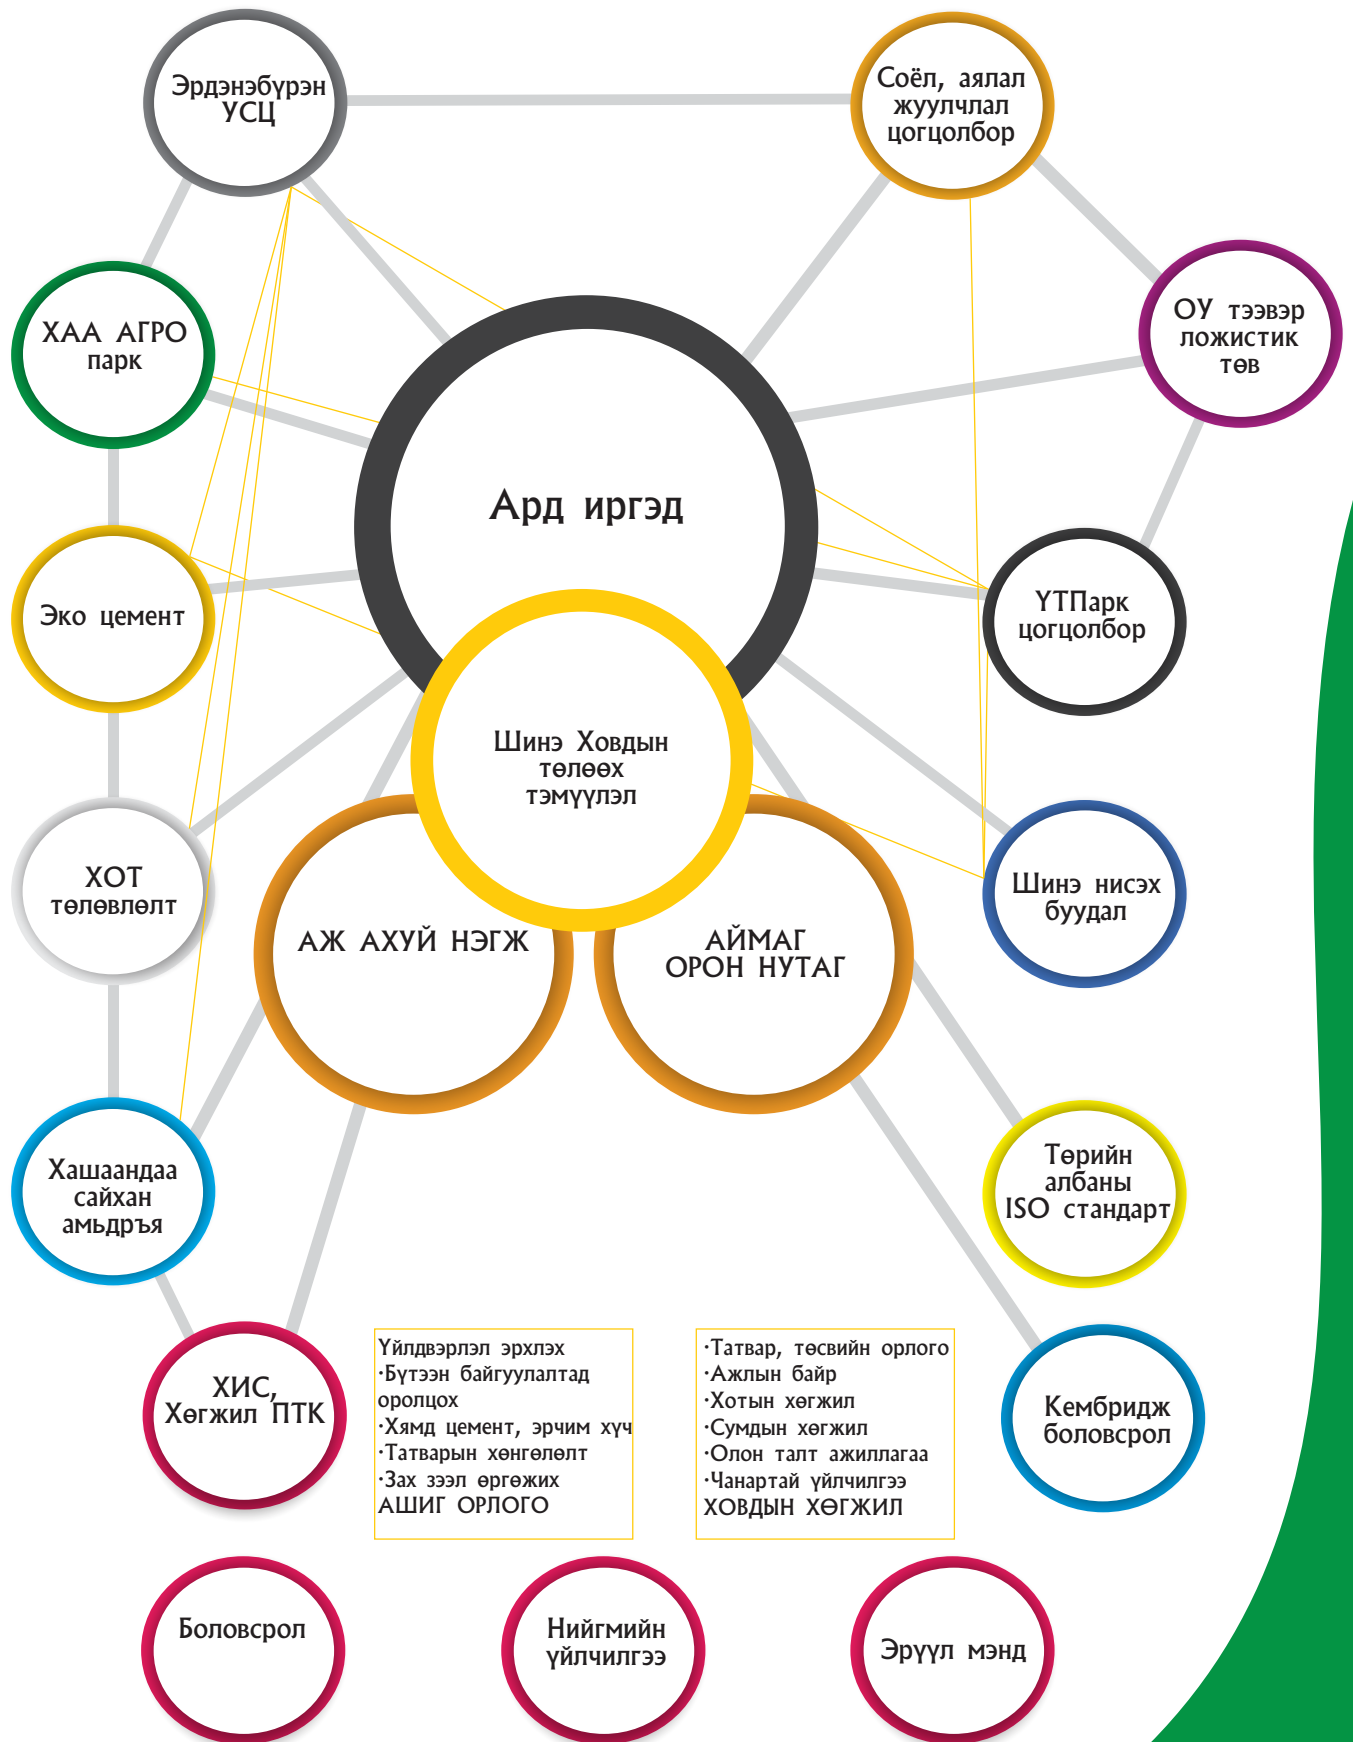 Эрдэнэбүрэн
УСЦ
Соёл, аялал
жуулчлал
цогцолбор
ХАА АГРО
парк
ОУ тээвэр
ложистик
төв
Ард иргэд
Эко цемент
ҮТПарк
цогцолбор
Шинэ Ховдын
төлөөх
тэмүүлэл
ХОТ
төлөвлөлт
АЖ АХУЙ НЭГЖ
АЙМАГ
ОРОН НУТАГ
Шинэ нисэх
буудал
Хашаандаа
сайхан
амьдръя
Төрийн
албаны
ISO стандарт
ХИС,
Хөгжил ПТК
Үйлдвэрлэл эрхлэх
·Бүтээн байгуулалтад
оролцох
·Хямд цемент, эрчим хүч
·Татварын хөнгөлөлт
·Зах зээл өргөжих
АШИГ ОРЛОГО
·Татвар, төсвийн орлого
·Ажлын байр
·Хотын хөгжил
·Сумдын хөгжил
·Олон талт ажиллагаа
·Чанартай үйлчилгээ
ХОВДЫН ХӨГЖИЛ
Кембридж
боловсрол
Боловсрол
Нийгмийн
үйлчилгээ
Эрүүл мэнд